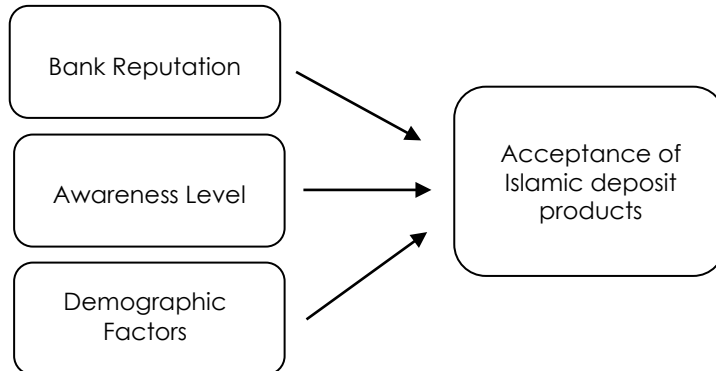 Bank Reputation
Awareness Level
Demographic
Factors
Acceptance of
Islamic deposit
products